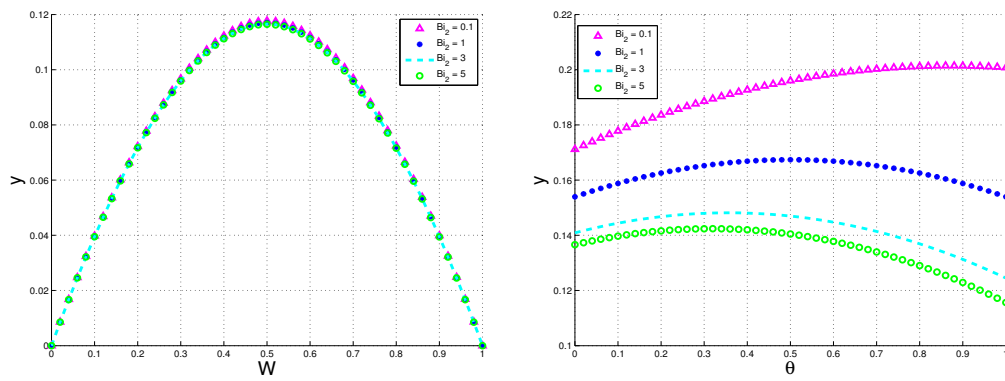 0.12
0.1
0.08
0.06
0.04
0.02
0
y
0 0.1 0.2 0.3 0.4 0.5 0.6 0.7 0.8 0.9 1
W
Bi2 = 0.1
Bi2 = 1
Bi2 = 3
Bi2 = 5
0.22
0.2
0.18
0.16
0.14
0.12
0.1
y
0 0.1 0.2 0.3 0.4 0.5 0.6 0.7 0.8 0.9 1
θ
Bi2 = 0.1
Bi2 = 1
Bi2 = 3
Bi2 = 5